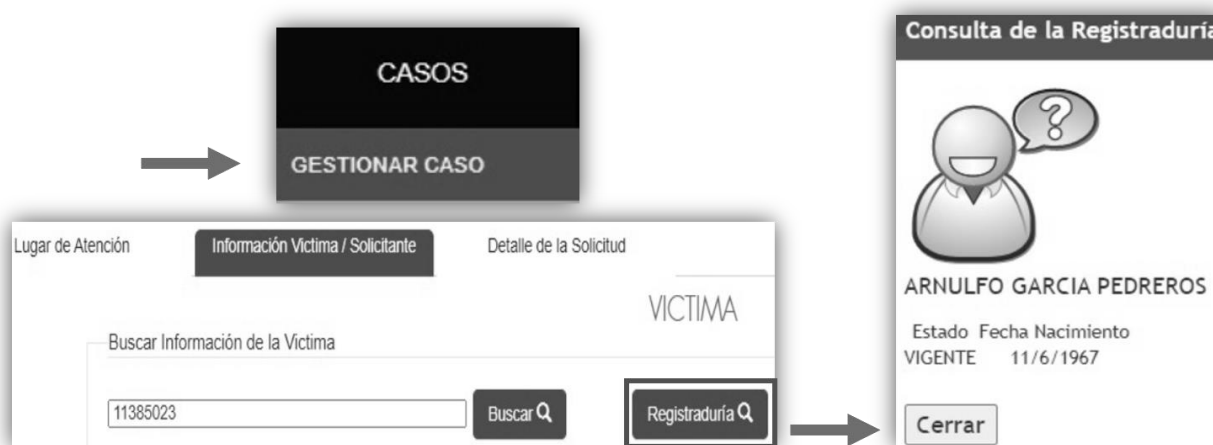 CASOS
GESTIONAR CASO
Lugar de Atención
Información Victima / Solicitante
Detalle de la Solicitud
VICTIMA
Buscar Información de la Victima
11385023
Buscar
Registraduría
Consulta de la Registraduría
?
ARNULFO GARCIA PEDREROS
Estado Fecha Nacimiento
VIGENTE 11/6/1967
Cerrar